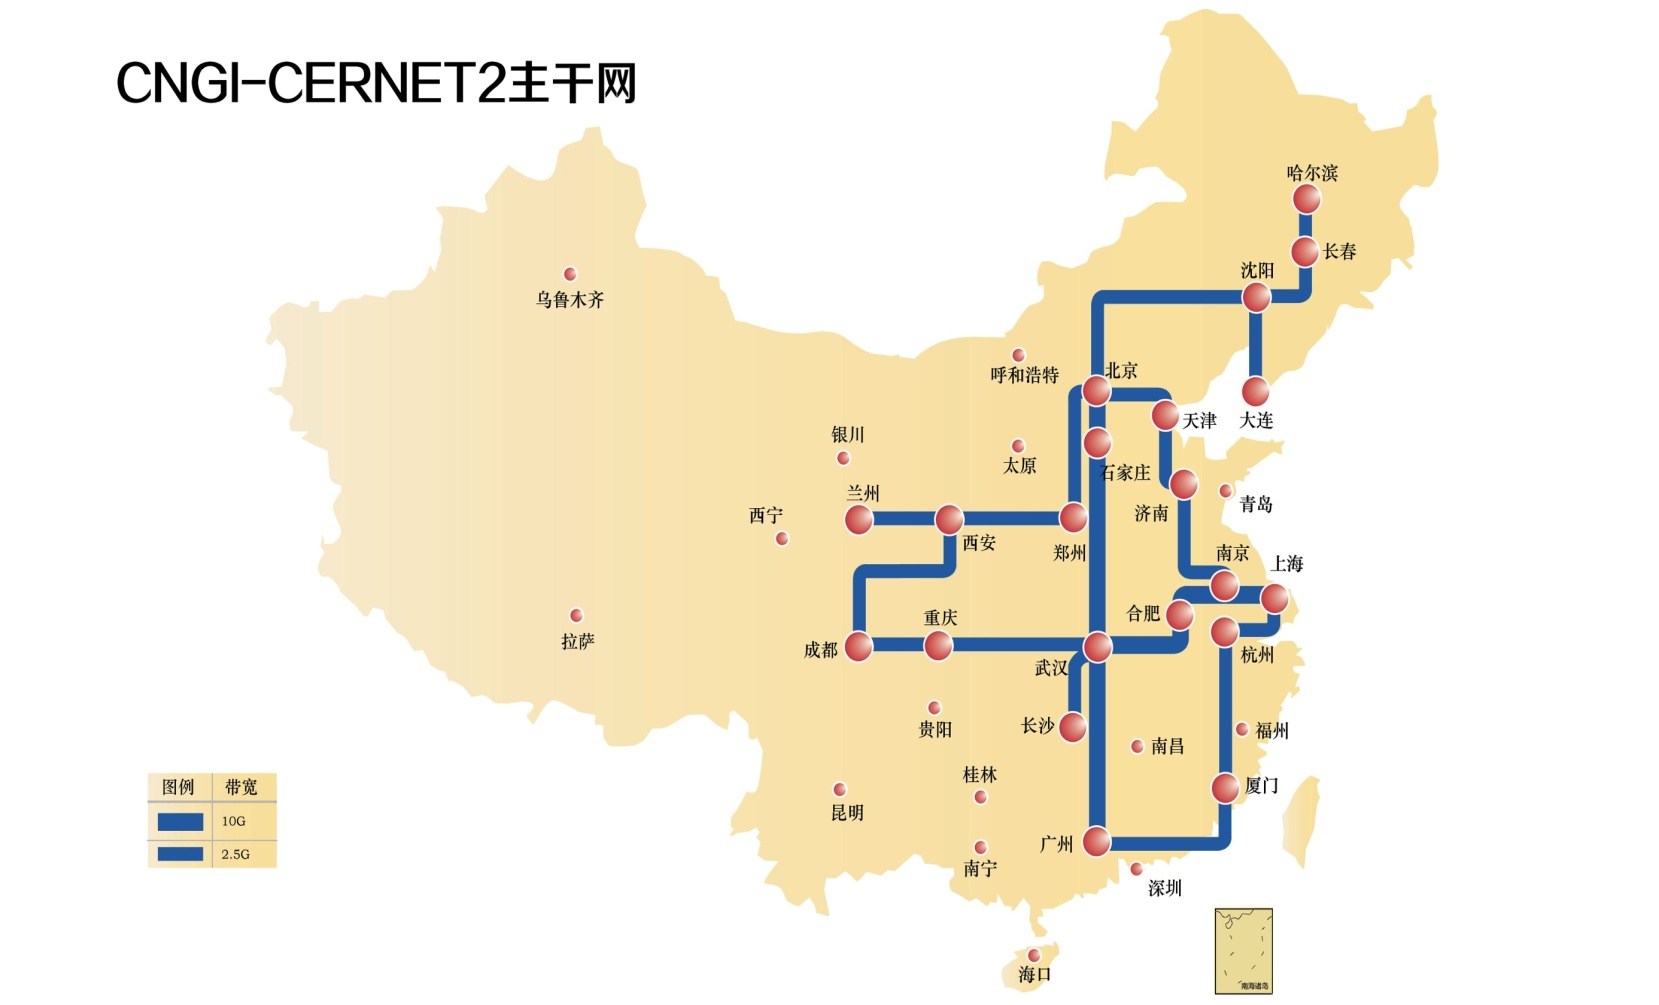 CNGI-CERNET2主干网
哈尔滨
长春
沈阳
乌鲁木齐
呼和浩特
北京
天津
大连
银川
太原
石家庄
兰州
青岛
西宁
济南
西安
郑州
南京
上海
合肥
重庆
拉萨
成都
武汉
杭州
贵阳
长沙
福州
南昌
桂林
厦门
昆明
广州
南宁
深圳
海口
图例 带宽
10G
2.5G
南海诸岛